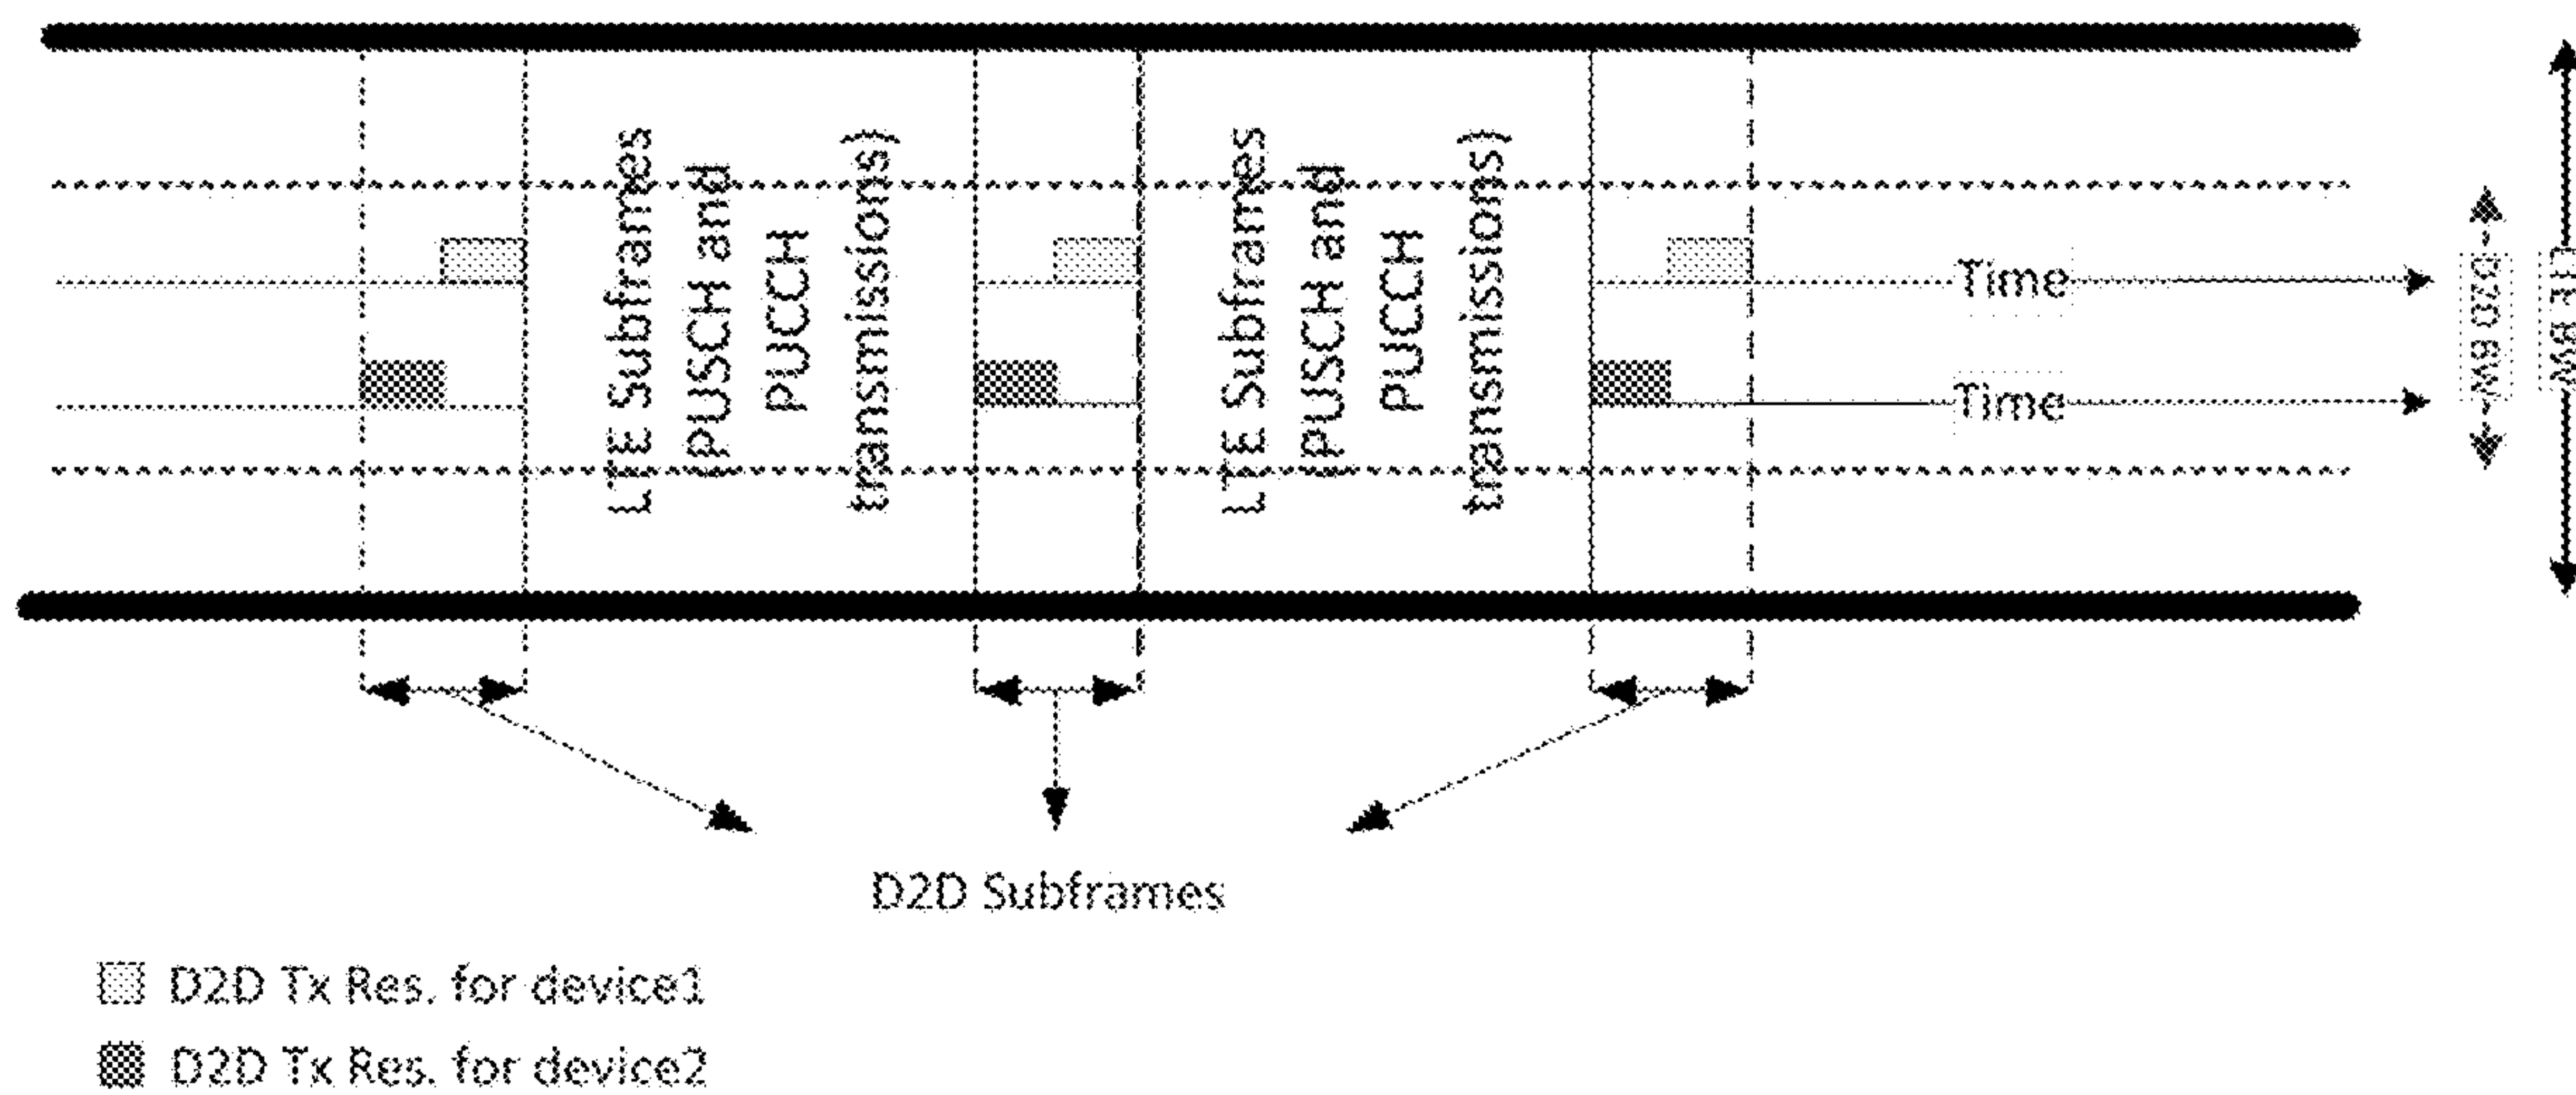 LTE Subframes
(PUSCH and
PUCCH
transmissions)
LTE Subframes
(PUSCH and
PUCCH
transmissions)
Time
Time
D2D BW
LTE BW
D2D Subframes
D2D Tx Res. for device1
D2D Tx Res. for device2